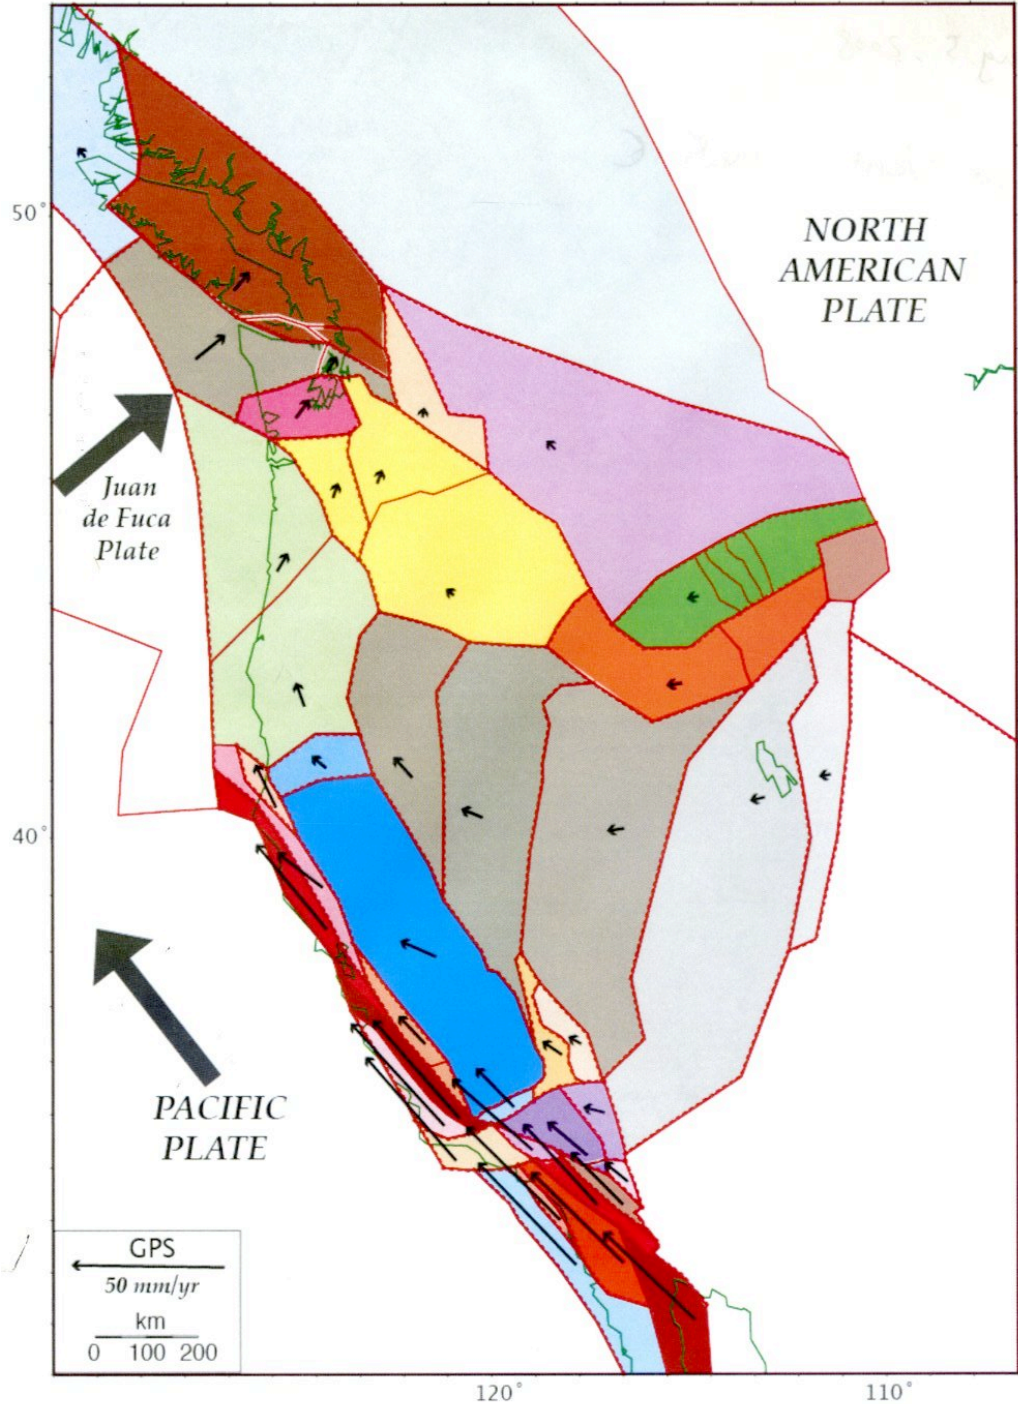 50°
NORTH
AMERICAN
PLATE
Juan
de Fuca
Plate
40°
PACIFIC
PLATE
GPS
50 mm/yr
km
0 100 200
120°
110°